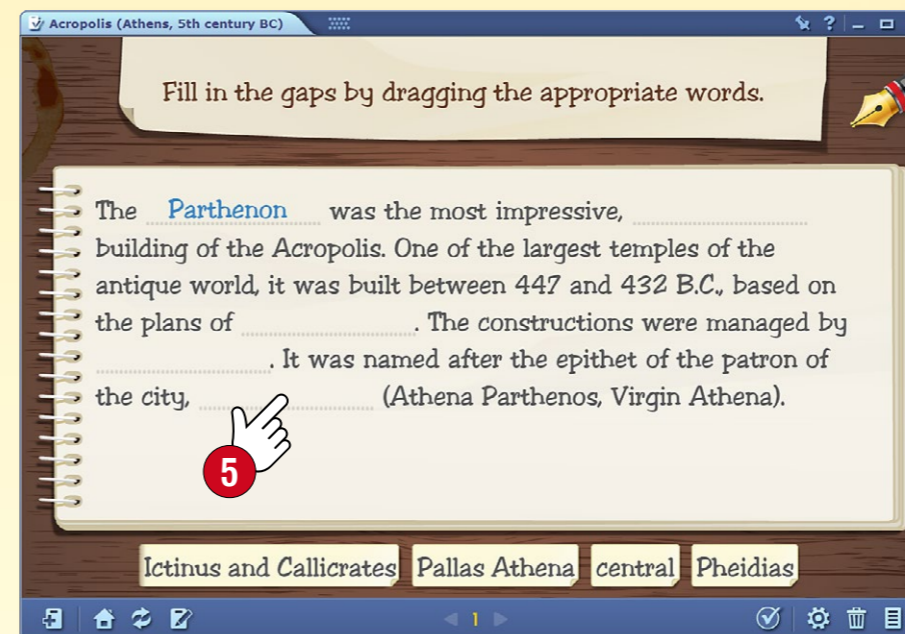 Acropolis (Athens, 5th century BC)
?
Fill in the gaps by dragging the appropriate words.
The Parthenon was the most impressive,
building of the Acropolis. One of the largest temples of the
antique world, it was built between 447 and 432 B.C., based on
the plans of . The constructions were managed by
. It was named after the epithet of the patron of
the city, (Athena Parthenos, Virgin Athena).
5
Ictinus and Callicrates Pallas Athena central Pheidias
1